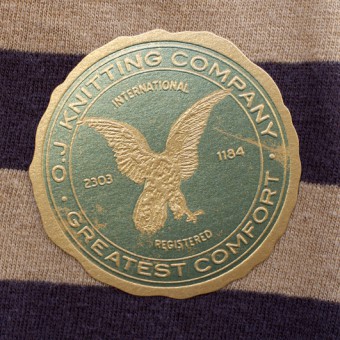 O.J. KNITTING COMPANY
INTERNATIONAL
2303
1184
REGISTERED
GREATEST COMFORT